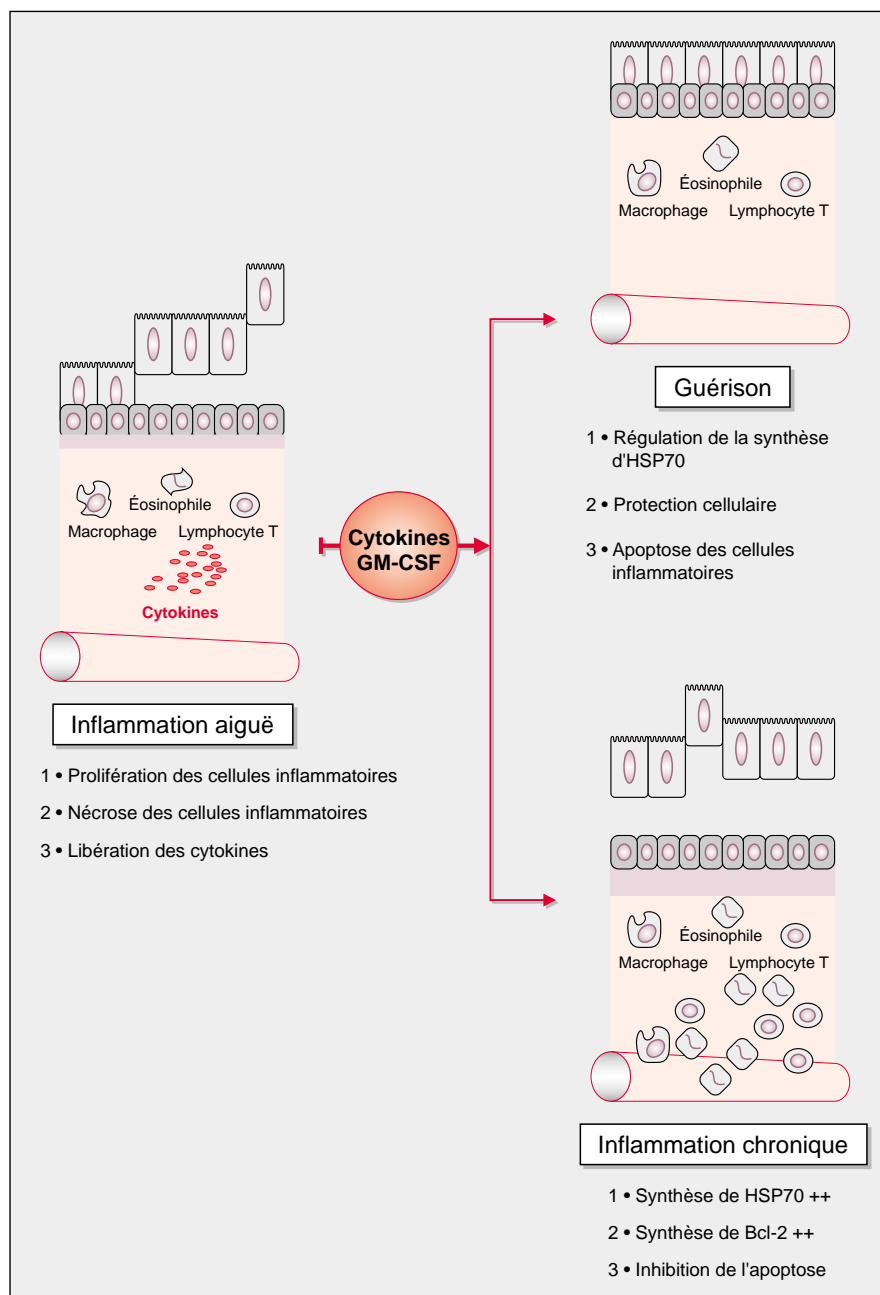 Éosinophile
Macrophage Lymphocyte T
Guérison
1 • Régulation de la synthèse
d'HSP70
2 • Protection cellulaire
3 • Apoptose des cellules
inflammatoires
Éosinophile
Macrophage Lymphocyte T
Cytokines
Inflammation aiguë
1 • Prolifération des cellules inflammatoires
2 • Nécrose des cellules inflammatoires
3 • Libération des cytokines
Cytokines
GM-CSF
Éosinophile
Macrophage Lymphocyte T
Inflammation chronique
1 • Synthèse de HSP70 ++
2 • Synthèse de Bcl-2 ++
3 • Inhibition de l'apoptose